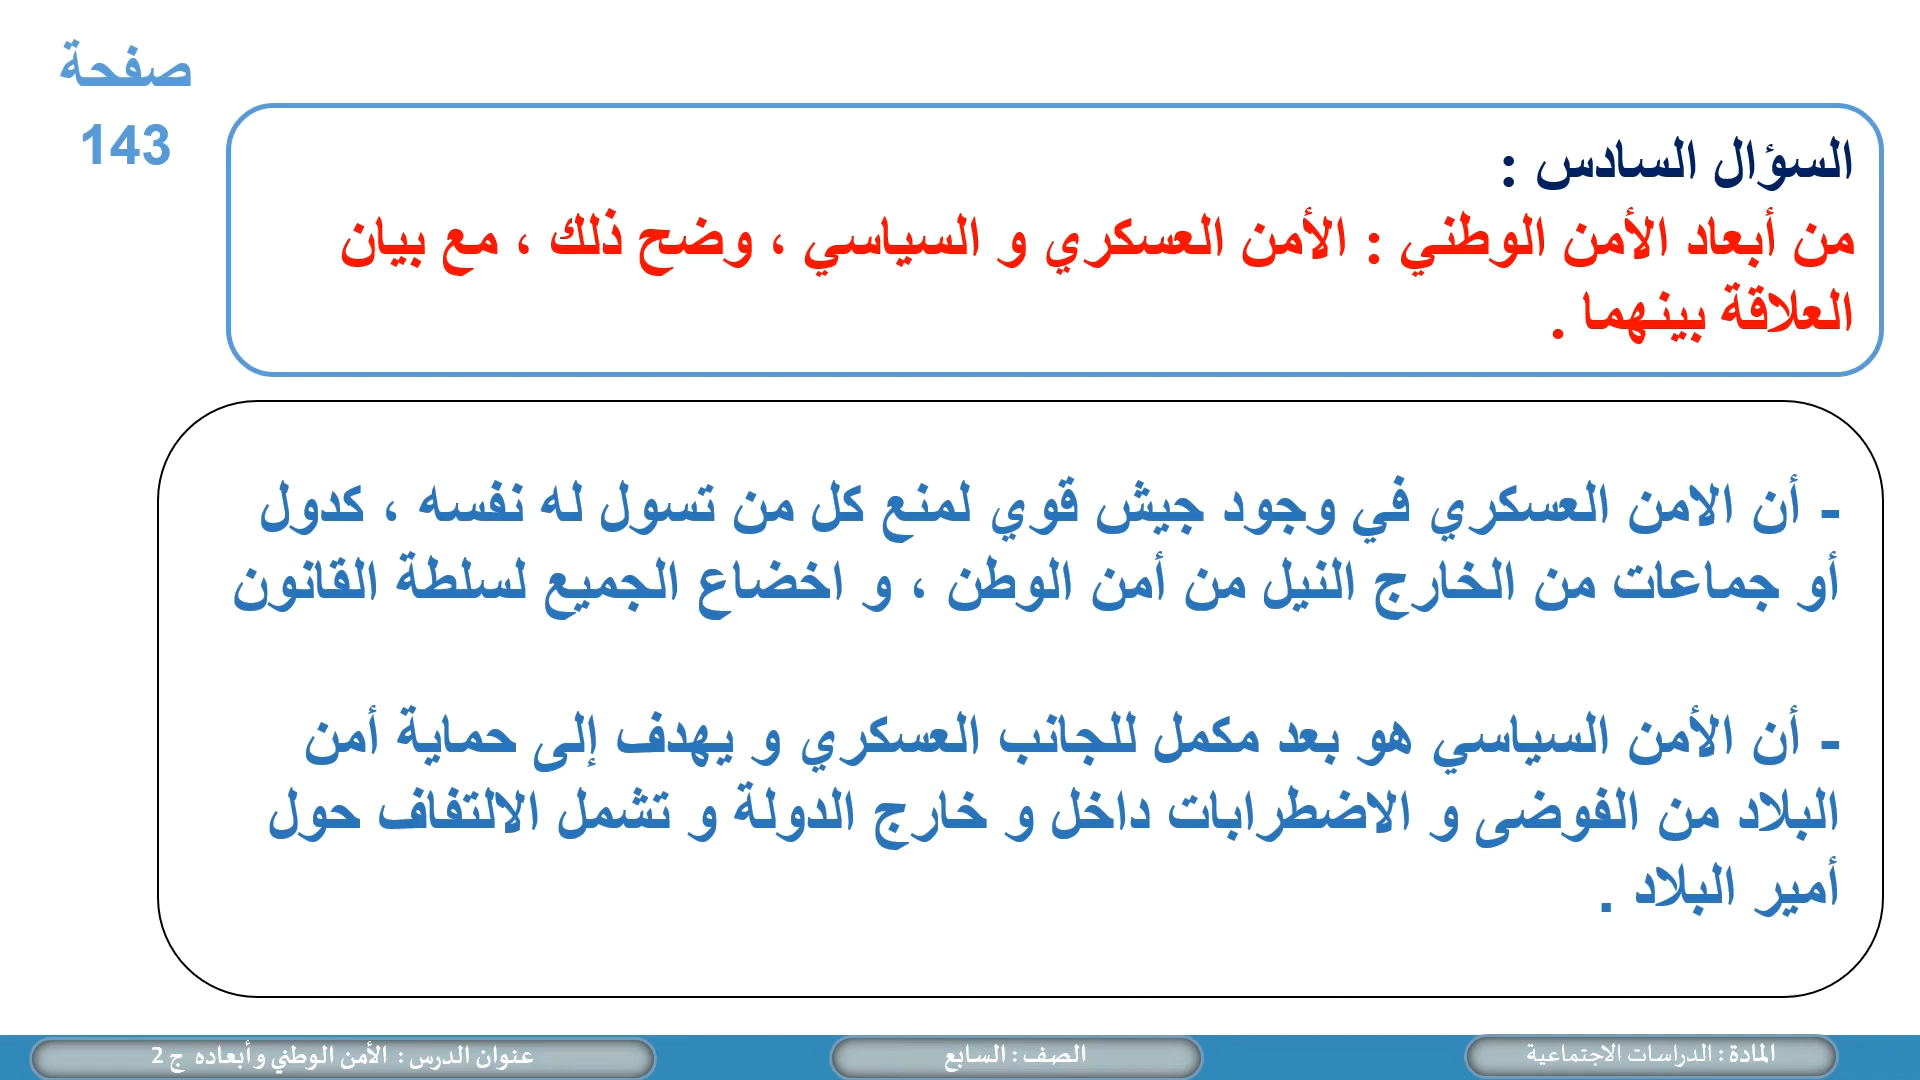 صفحة
143
السؤال السادس :
من أبعاد الأمن الوطني : الأمن العسكري و السياسي ، وضح ذلك ، مع بيان
العلاقة بينهما .
- أن الامن العسكري في وجود جيش قوي لمنع كل من تسول له نفسه ، كدول
أو جماعات من الخارج النيل من أمن الوطن ، و اخضاع الجميع لسلطة القانون
- أن الأمن السياسي هو بعد مكمل للجانب العسكري و يهدف إلى حماية أمن
البلاد من الفوضى و الاضطرابات داخل و خارج الدولة و تشمل الالتفاف حول
أمير البلاد .
المادة : الدراسات الاجتماعية
الصف : السابع
عنوان الدرس : الأمن الوطني وأبعاده ج 2